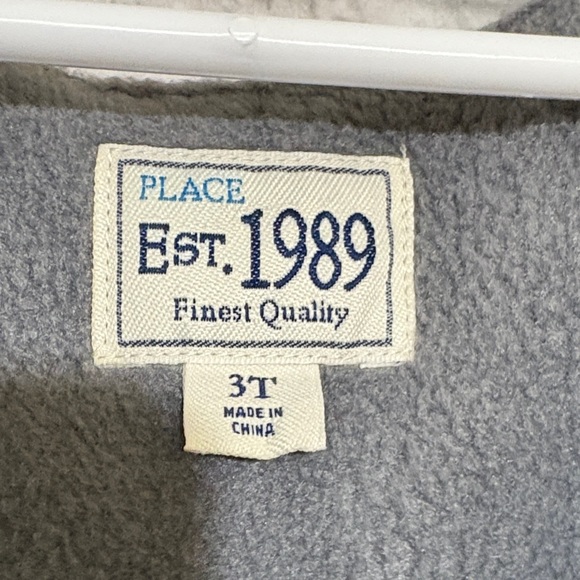 PLACE
EST. 1989
Finest Quality
3T
MADE IN
CHINA